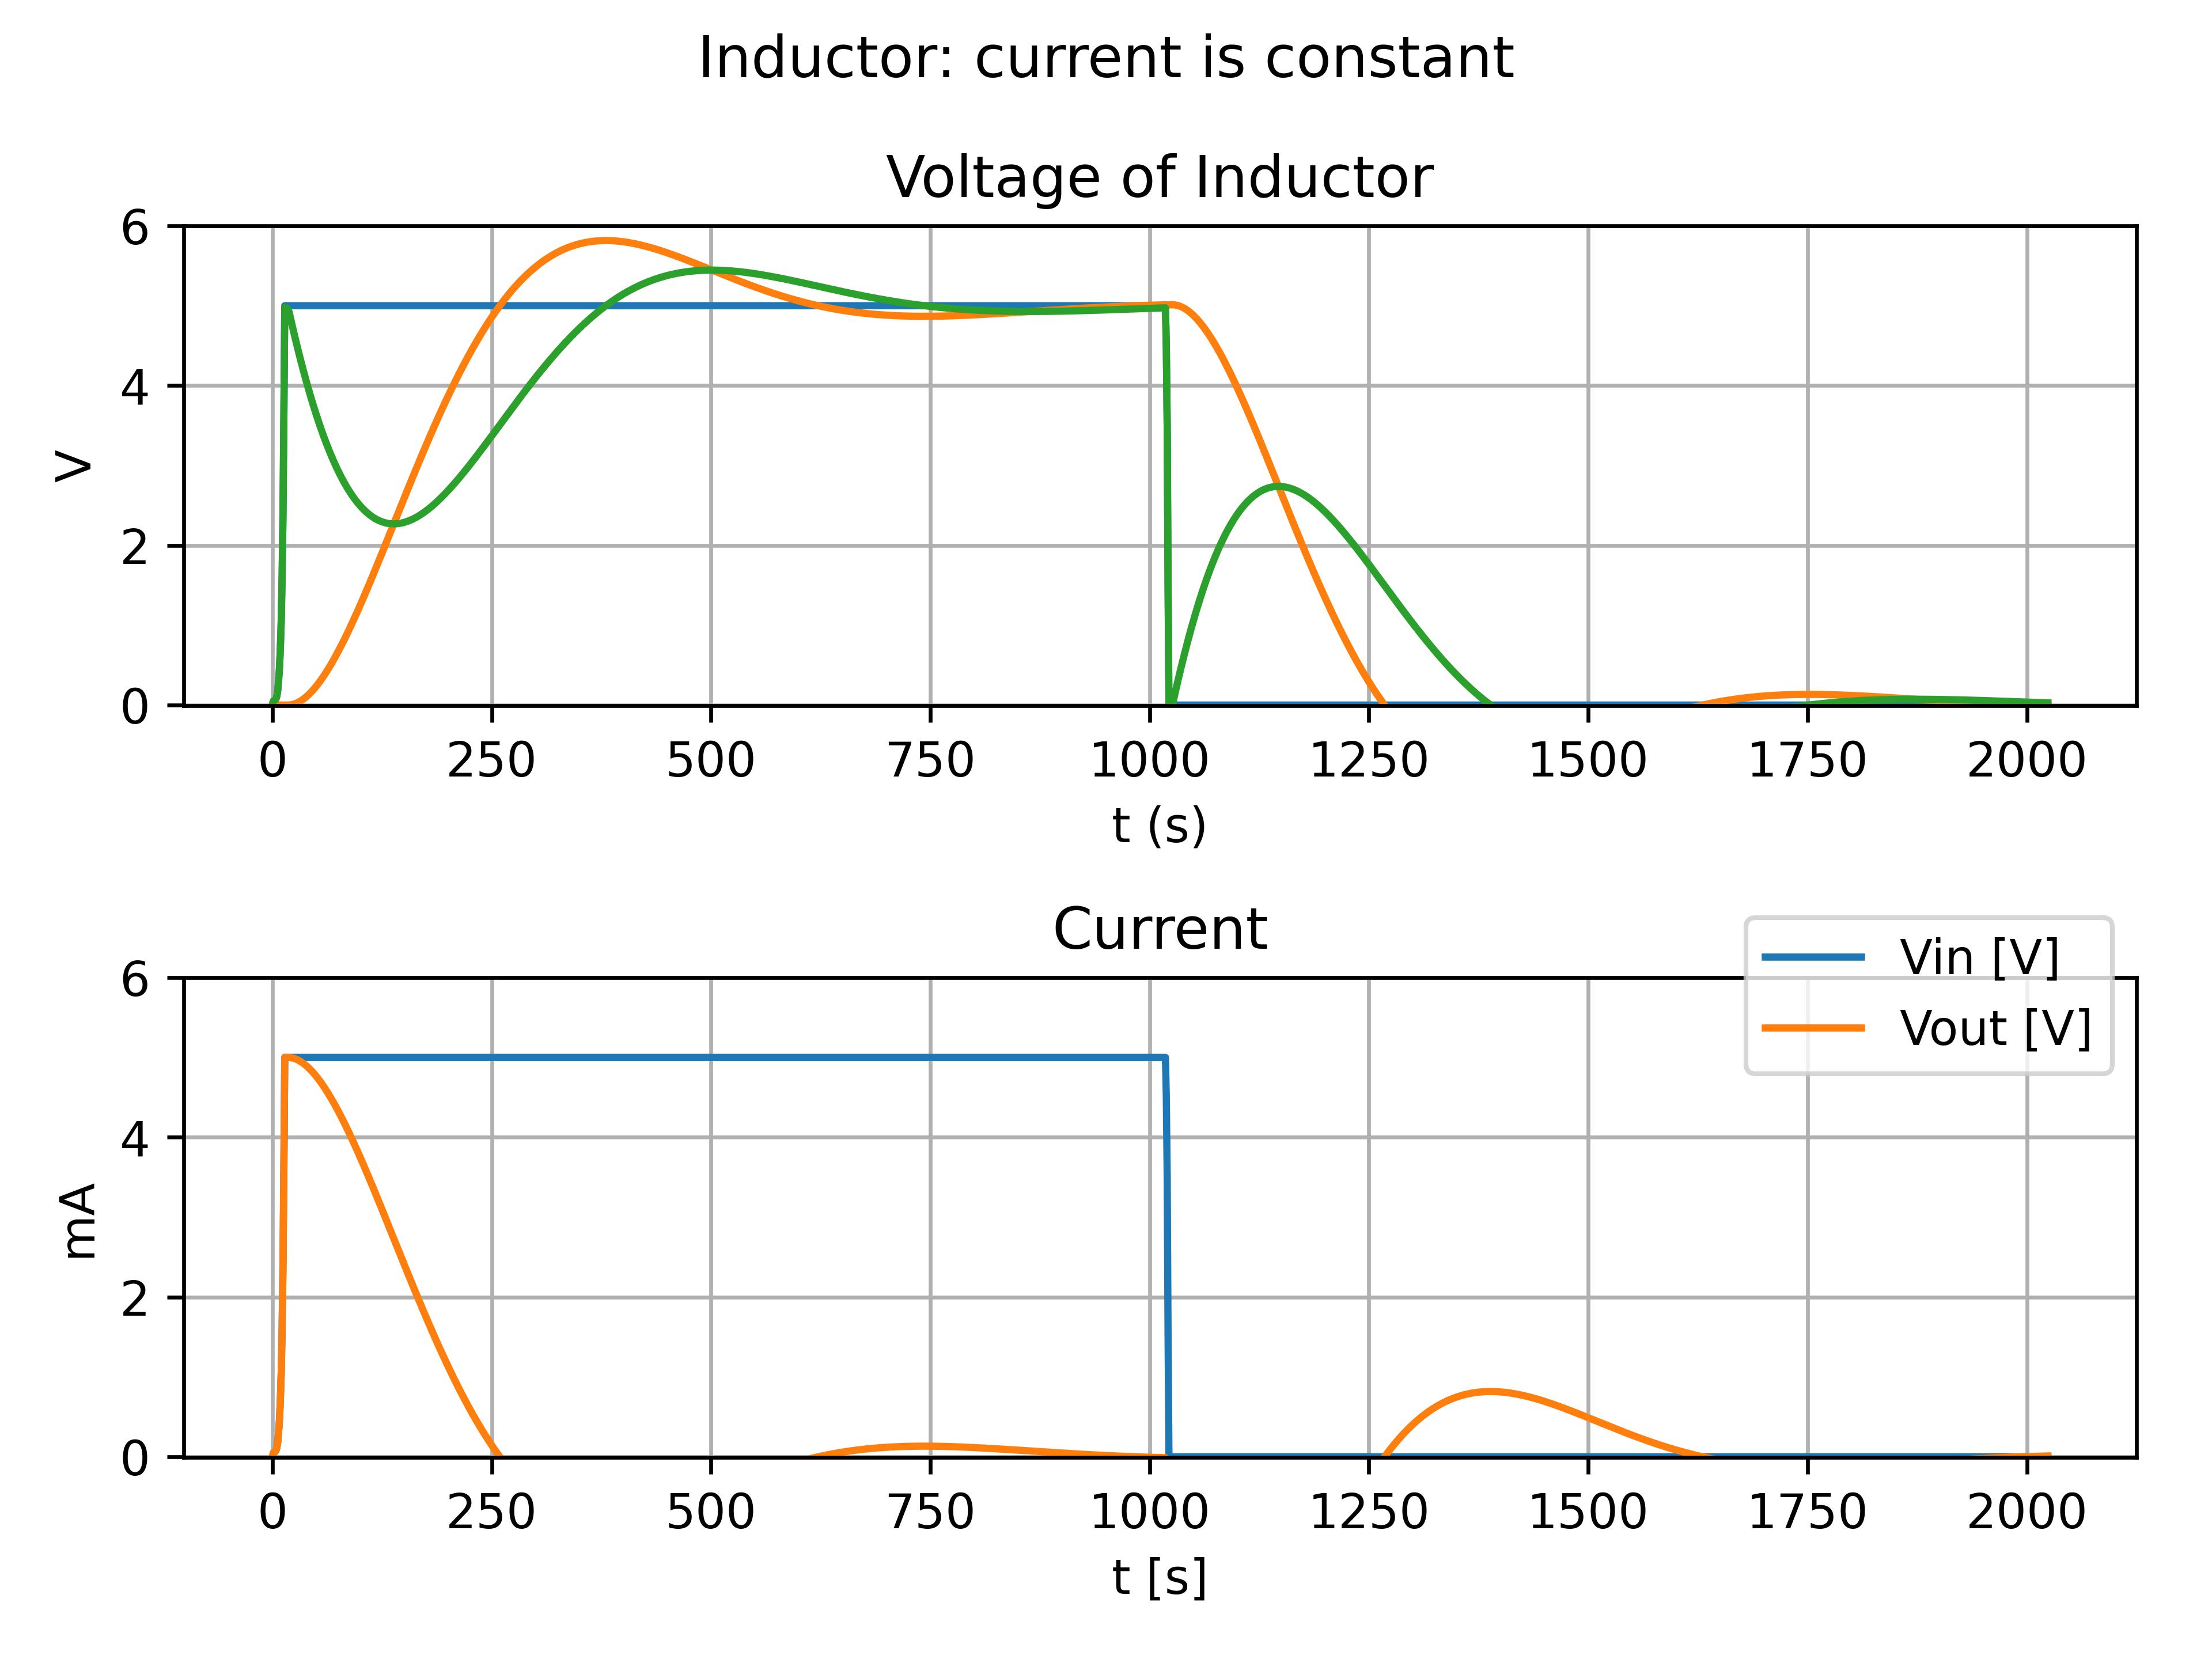 Inductor: current is constant
Voltage of Inductor
6
4
2
0
V
0 250 500 750 1000 1250 1500 1750 2000
t (s)
Current
Vin [V]
Vout [V]
6
4
2
0
mA
0 250 500 750 1000 1250 1500 1750 2000
t [s]